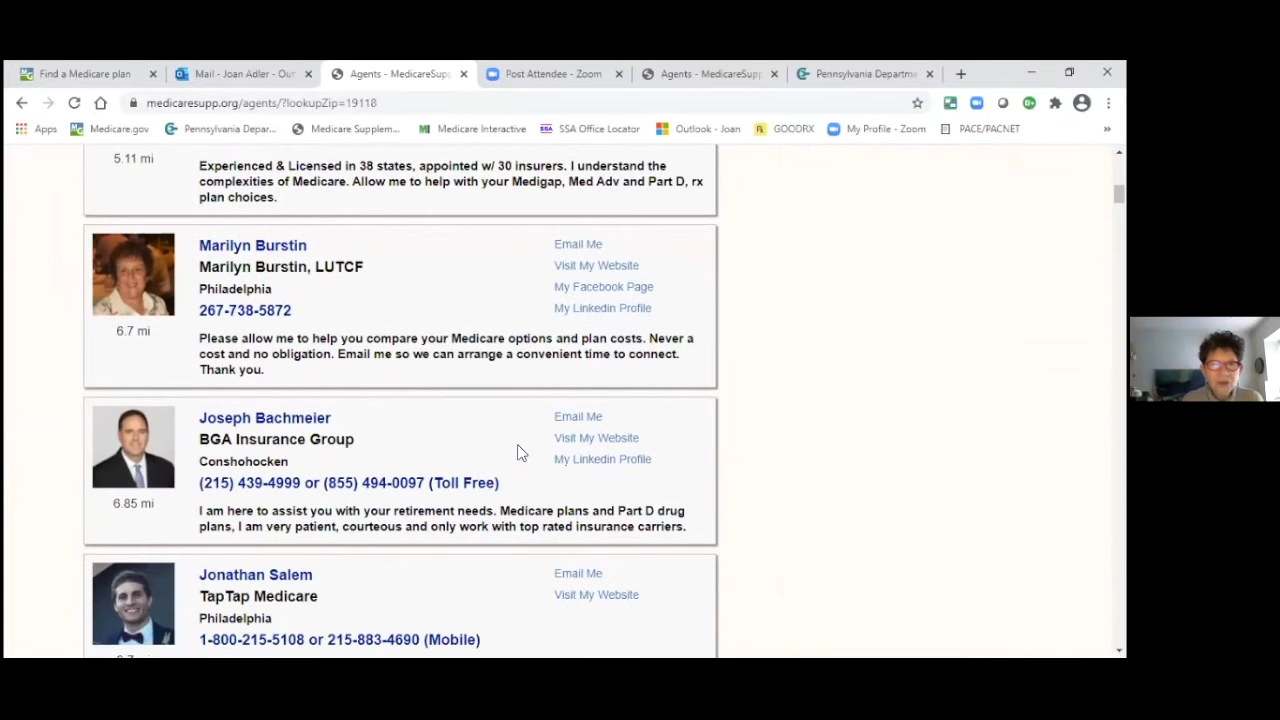 Find a Medicare plan
Mail - Joan Adler - Ou
Agents - MedicareSupp
Post Attendee - Zoom
Agents - MedicareSupp
Pennsylvania Departme
medicaresupp.org/agents/?lookupZip=19118
Apps
Medicare.gov
Pennsylvania Depar...
Medicare Supplem...
Medicare Interactive
SSA Office Locator
Outlook - Joan
GOODRX
My Profile - Zoom
PACE/PACNET
5.11 mi
Experienced & Licensed in 38 states, appointed w/ 30 insurers. I understand the
complexities of Medicare. Allow me to help with your Medigap, Med Adv and Part D, rx
plan choices.
Marilyn Burstin
Email Me
Marilyn Burstin, LUTCF
Visit My Website
Philadelphia
My Facebook Page
267-738-5872
My Linkedin Profile
6.7 mi
Please allow me to help you compare your Medicare options and plan costs. Never a
cost and no obligation. Email me so we can arrange a convenient time to connect.
Thank you.
Joseph Bachmeier
Email Me
BGA Insurance Group
Visit My Website
Conshohocken
My Linkedin Profile
(215) 439-4999 or (855) 494-0097 (Toll Free)
6.85 mi
I am here to assist you with your retirement needs. Medicare plans and Part D drug
plans, I am very patient, courteous and only work with top rated insurance carriers.
Jonathan Salem
Email Me
TapTap Medicare
Visit My Website
Philadelphia
1-800-215-5108 or 215-883-4690 (Mobile)